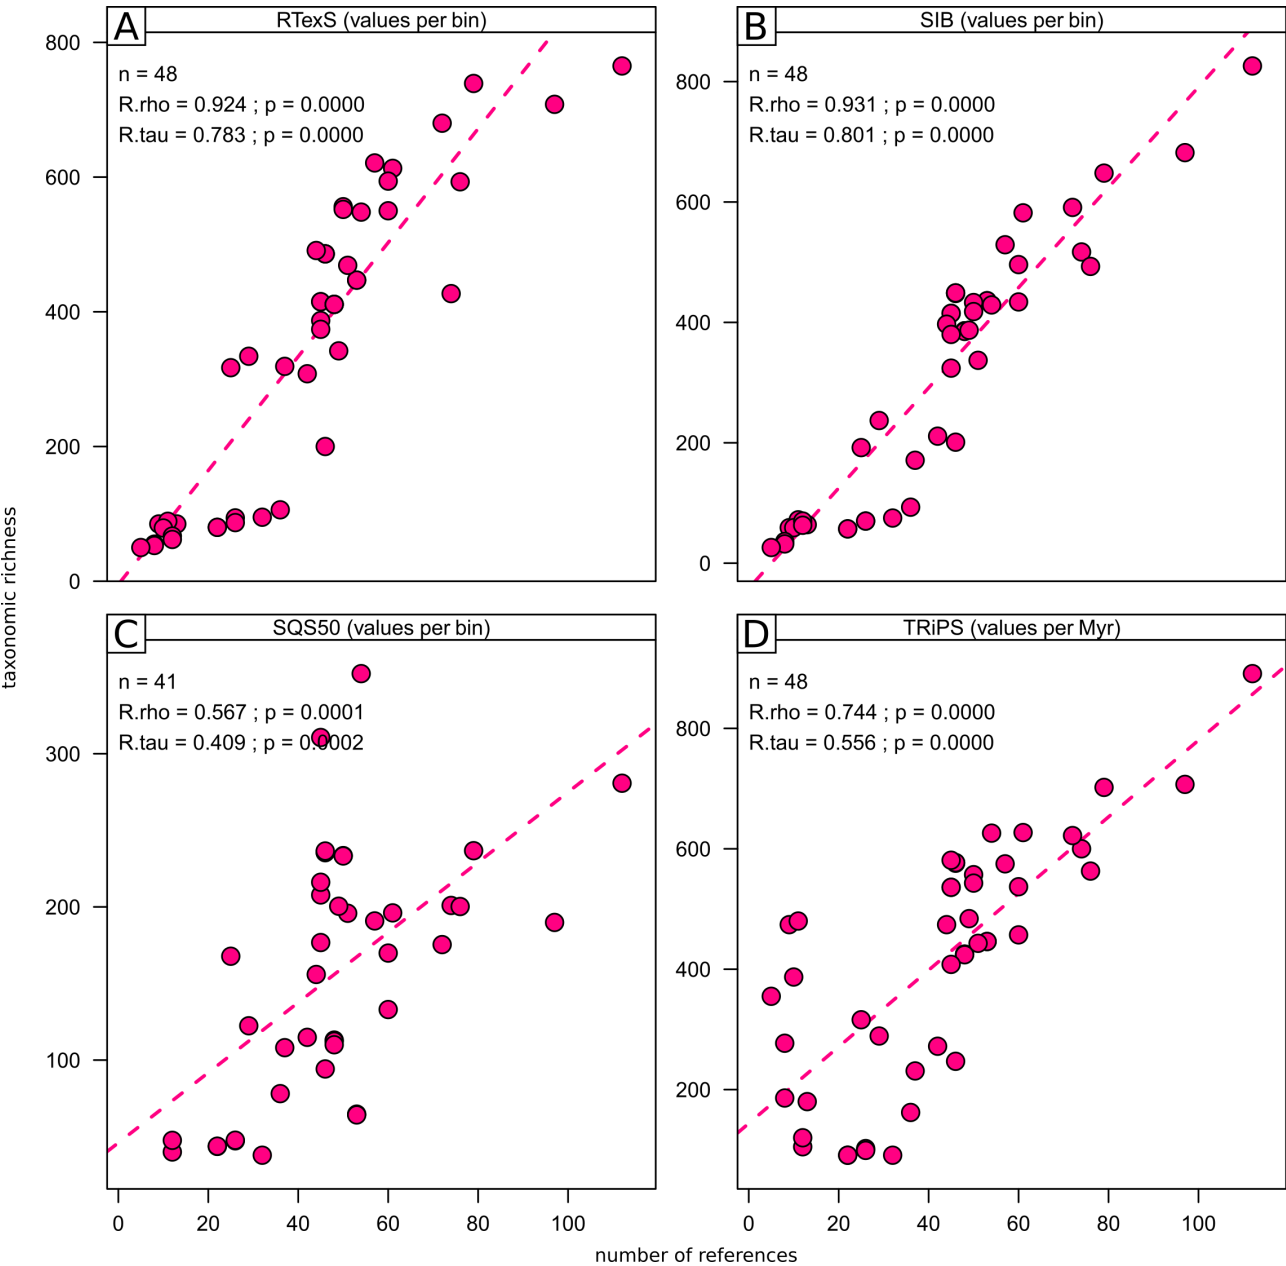 A
RTexS (values per bin)
n = 48
R.rho = 0.924 ; p = 0.0000
R.tau = 0.783 ; p = 0.0000
800
600
400
200
0
B
SIB (values per bin)
n = 48
R.rho = 0.931 ; p = 0.0000
R.tau = 0.801 ; p = 0.0000
800
600
400
200
0
taxonomic richness
C
SQS50 (values per bin)
n = 41
R.rho = 0.567 ; p = 0.0001
R.tau = 0.409 ; p = 0.0002
300
200
100
0 20 40 60 80 100
D
TRiPS (values per Myr)
n = 48
R.rho = 0.744 ; p = 0.0000
R.tau = 0.556 ; p = 0.0000
800
600
400
200
0 20 40 60 80 100
number of references